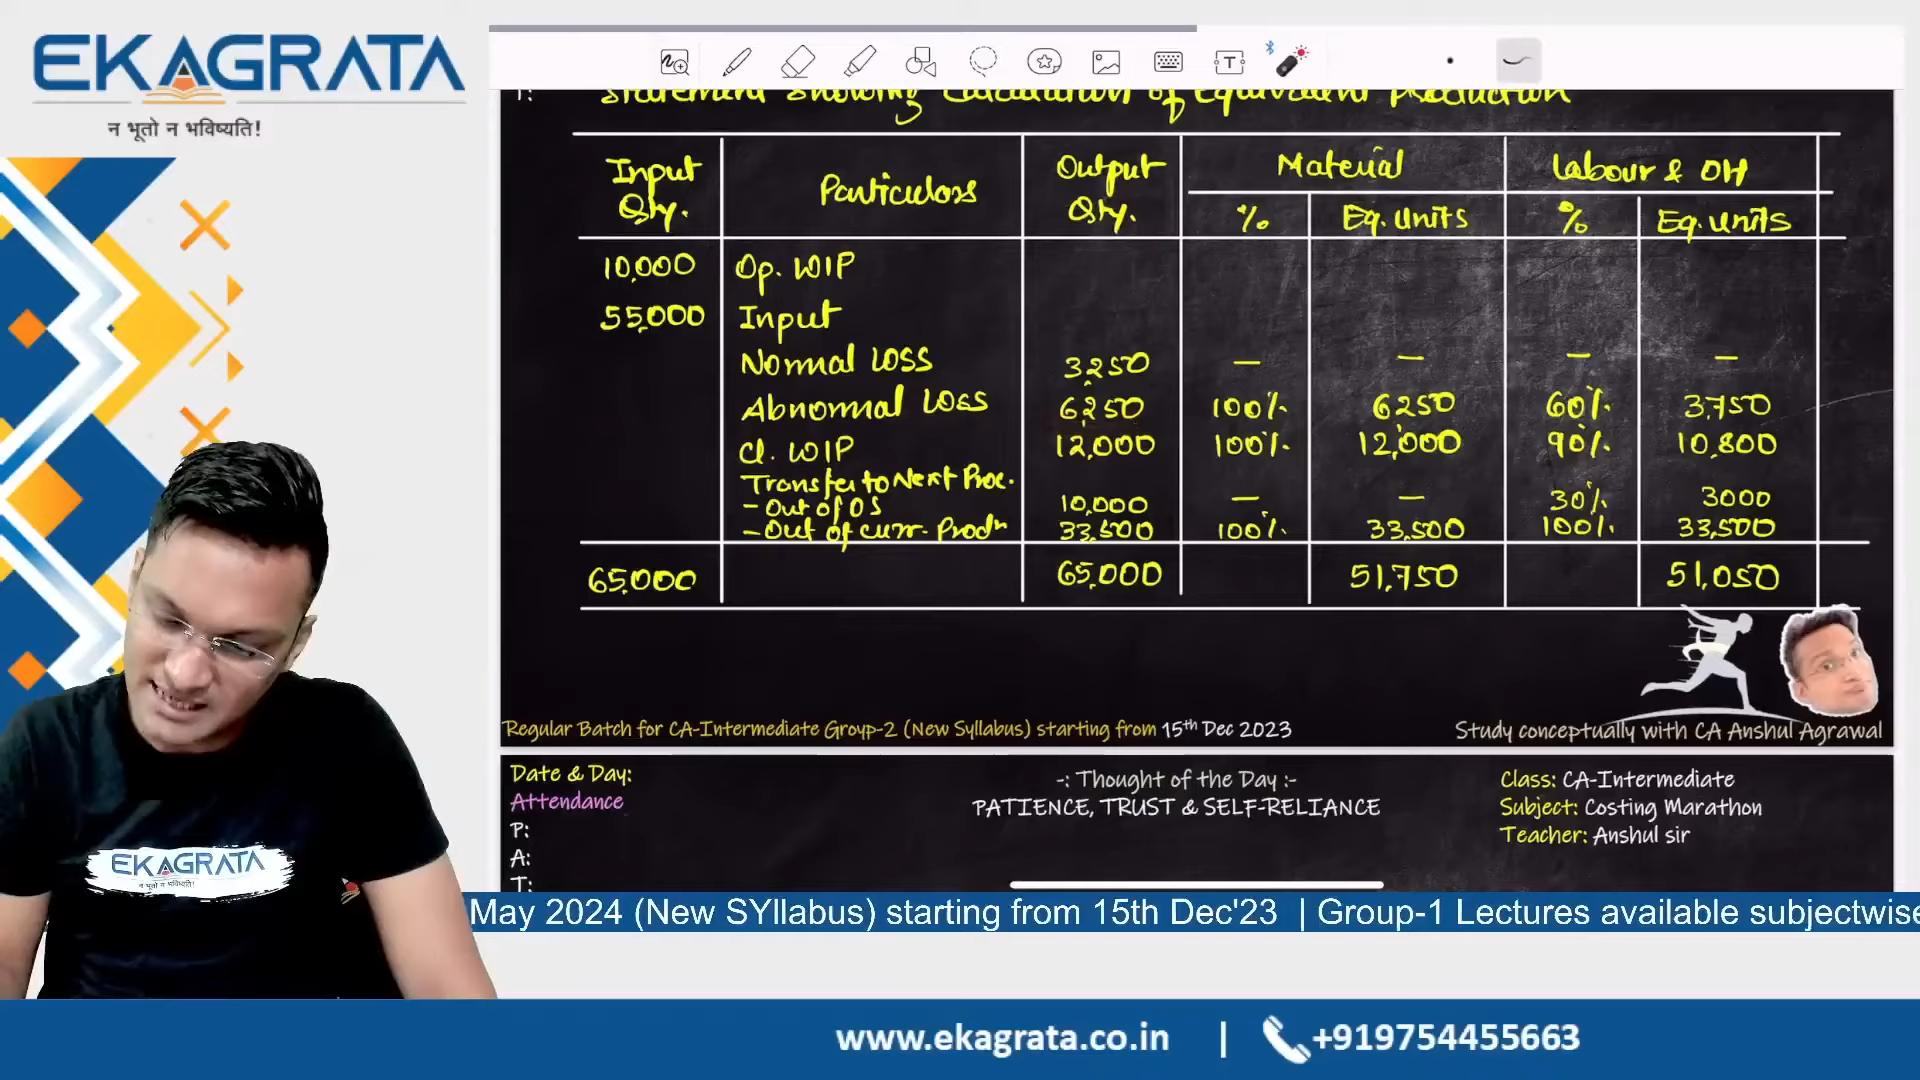 EKAGRATA
न भूतो न भविष्यति!
1. Statement Showing Calculation of Equivalent Production
Input Qty. Particulars Output Qty. Material Labour & OH
% Eq. Units % Eq. Units
10,000 Op. WIP
55,000 Input
Normal Loss 3250 — — — —
Abnormal Loss 6250 100% 6250 60% 3,750
Cl. WIP 12,000 100% 12,000 90% 10,800
Transfer to Next Proc.
- Out of OS 10,000 — — 30% 3000
- Out of curr. Prodn 33,500 100% 33,500 100% 33,500
65,000 65,000 51,750 51,050
Regular Batch for CA-Intermediate Group-2 (New Syllabus) starting from 15th Dec 2023
Study conceptually with CA Anshul Agrawal
Date & Day:
Attendance
P:
A:
T:
-: Thought of the Day :-
PATIENCE, TRUST & SELF-RELIANCE
Class: CA-Intermediate
Subject: Costing Marathon
Teacher: Anshul sir
EKAGRATA
न भूतो न भविष्यति!
May 2024 (New SYllabus) starting from 15th Dec'23 | Group-1 Lectures available subjectwise
www.ekagrata.co.in | +919754455663